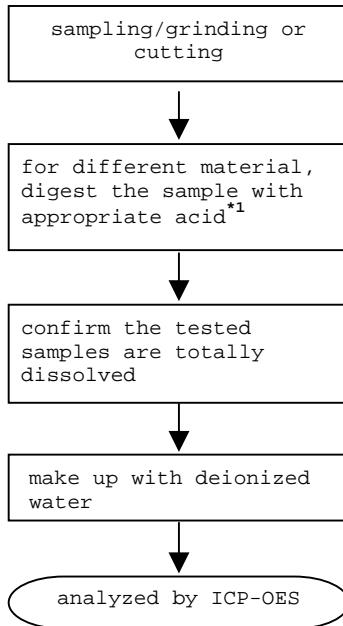 sampling/grinding or
cutting
for different material,
digest the sample with
appropriate acid*1
confirm the tested
samples are totally
dissolved
make up with deionized
water
analyzed by ICP-OES